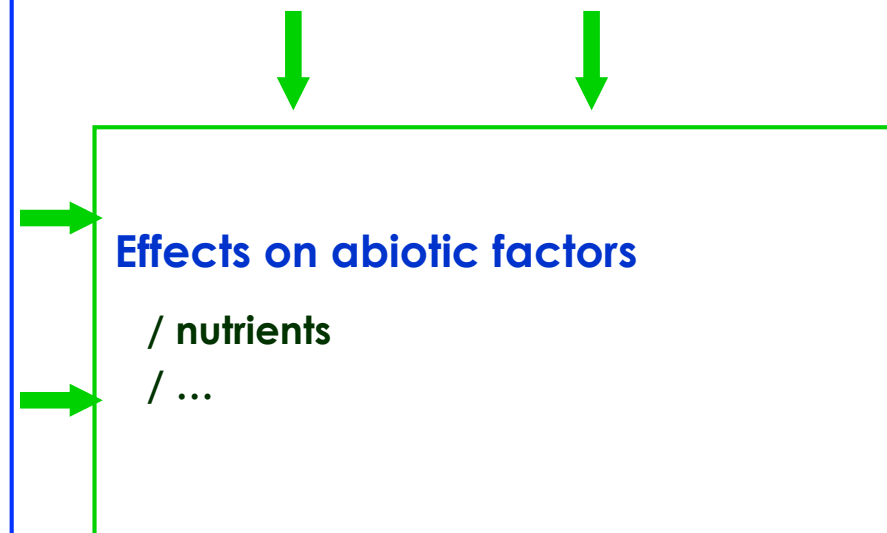 Effects on abiotic factors
/ nutrients
/ …